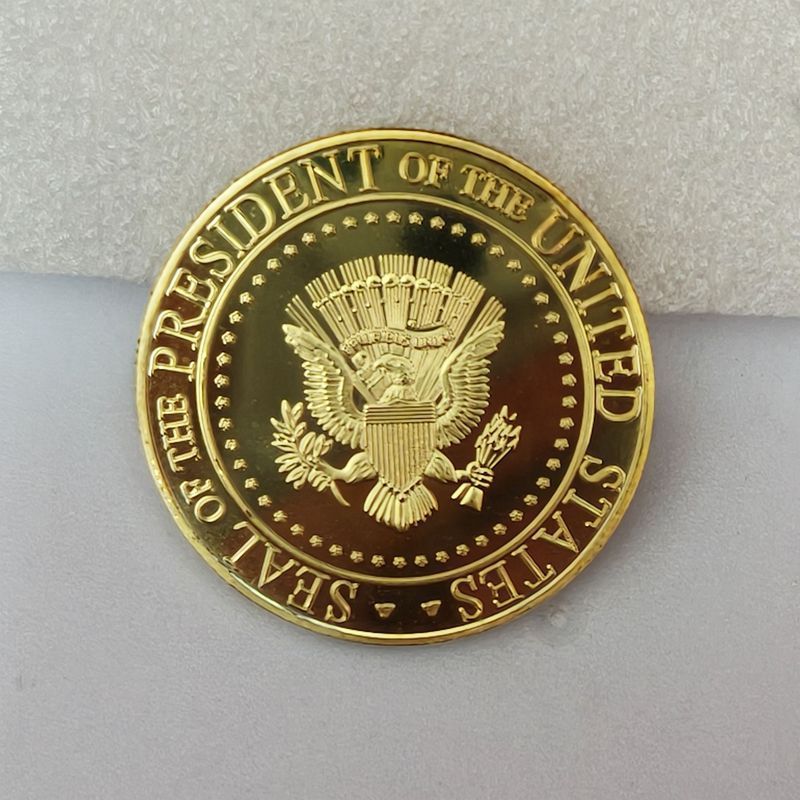 SEAL OF THE PRESIDENT OF THE UNITED STATES